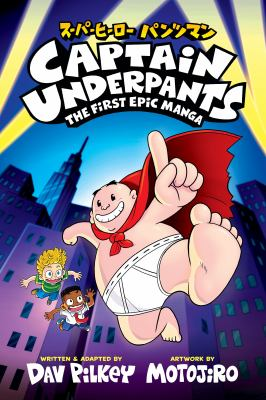 スーパーヒーロー パンツマン
CAPTAIN
UNDERPANTS
THE FIRST EPIC MANGA
WRITTEN & ADAPTED BY
DAV PILKEY
ARTWORK BY
MOTOJIRO